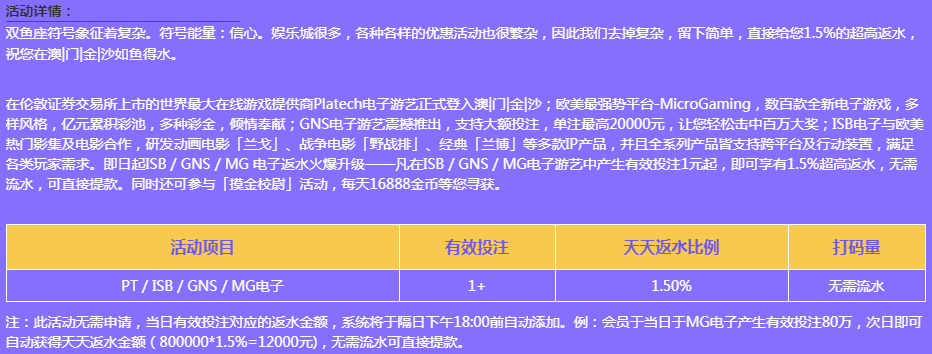 活动详情：
双鱼座符号象征着复杂。符号能量：信心。娱乐城很多，各种各样的优惠活动也很繁杂，因此我们去掉复杂，留下简单，直接给您1.5%的超高返水，
祝您在澳|门|金|沙如鱼得水。
在伦敦证券交易所上市的世界最大在线游戏提供商Platech电子游艺正式登入澳|门|金|沙；欧美最强势平台-MicroGaming，数百款全新电子游戏，多
样风格，亿元累积彩池，多种彩金，倾情奉献；GNS电子游艺震撼推出，支持大额投注，单注最高20000元，让您轻松击中百万大奖；ISB电子与欧美
热门影集及电影合作，研发动画电影「兰戈」、战争电影「野战排」、经典「兰博」等多款IP产品，并且全系列产品皆支持跨平台及行动装置，满足
各类玩家需求。即日起ISB / GNS / MG 电子返水火爆升级——凡在ISB / GNS / MG电子游艺中产生有效投注1元起，即可享有1.5%超高返水，无需
流水，可直接提款。同时还可参与「摸金校尉」活动，每天16888金币等您寻获。
活动项目 有效投注 天天返水比例 打码量
PT / ISB / GNS / MG电子 1+ 1.50% 无需流水
注：此活动无需申请，当日有效投注对应的返水金额，系统将于隔日下午18:00前自动添加。例：会员于当日于MG电子产生有效投注80万，次日即可
自动获得天天返水金额（800000*1.5%=12000元)，无需流水可直接提款。